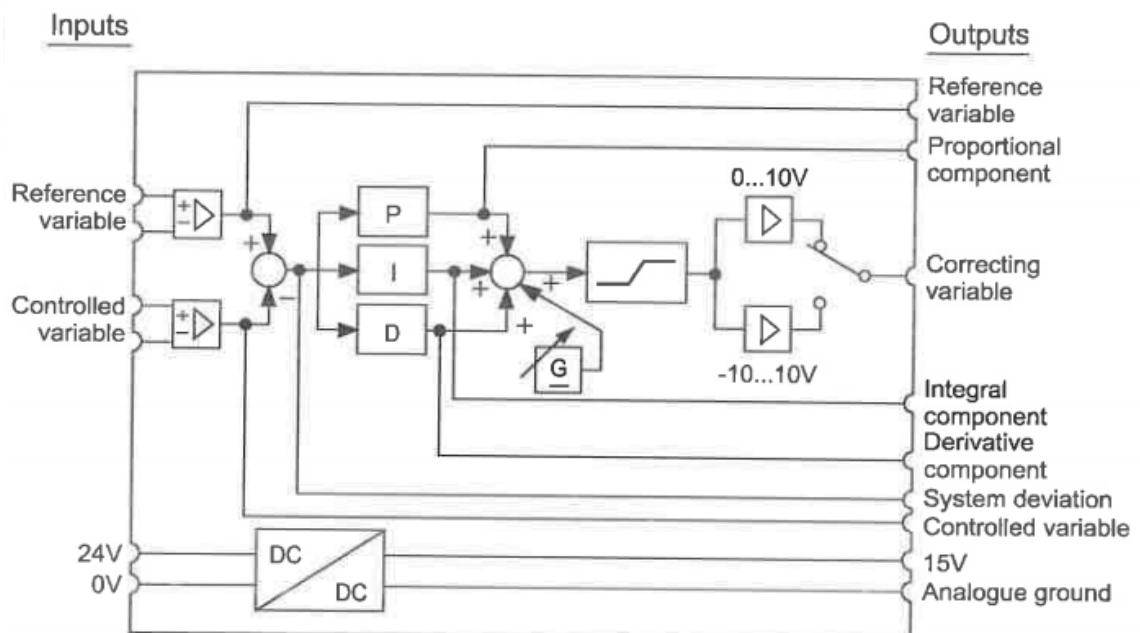 Inputs
Outputs
Reference
variable
Proportional
component
0...10V
Reference
variable
+
−
P
+
+
I
+
+
Correcting
variable
−
Controlled
variable
+
−
D
+
G
-10...10V
Integral
component
Derivative
component
System deviation
Controlled variable
24V
DC
15V
0V
DC
Analogue ground